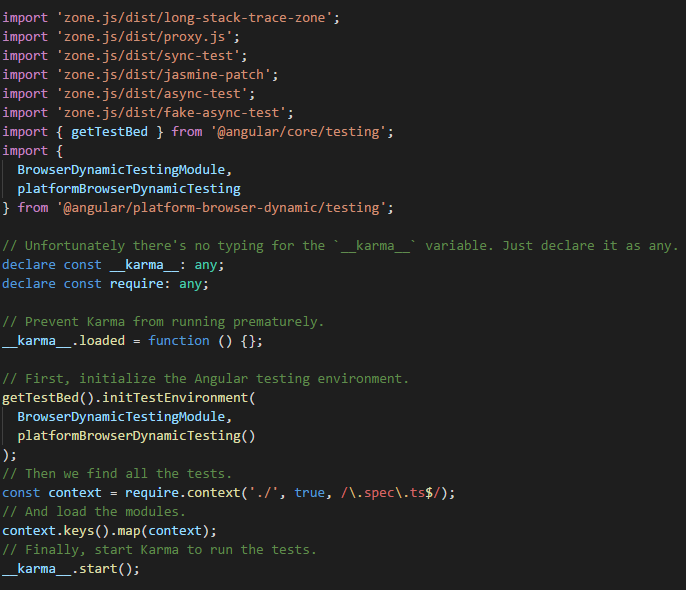 import 'zone.js/dist/long-stack-trace-zone';
import 'zone.js/dist/proxy.js';
import 'zone.js/dist/sync-test';
import 'zone.js/dist/jasmine-patch';
import 'zone.js/dist/async-test';
import 'zone.js/dist/fake-async-test';
import { getTestBed } from '@angular/core/testing';
import {
  BrowserDynamicTestingModule,
  platformBrowserDynamicTesting
} from '@angular/platform-browser-dynamic/testing';

// Unfortunately there's no typing for the `__karma__` variable. Just declare it as any.
declare const __karma__: any;
declare const require: any;

// Prevent Karma from running prematurely.
__karma__.loaded = function () {};

// First, initialize the Angular testing environment.
getTestBed().initTestEnvironment(
  BrowserDynamicTestingModule,
  platformBrowserDynamicTesting()
);
// Then we find all the tests.
const context = require.context('./', true, /\.spec\.ts$/);
// And load the modules.
context.keys().map(context);
// Finally, start Karma to run the tests.
__karma__.start();